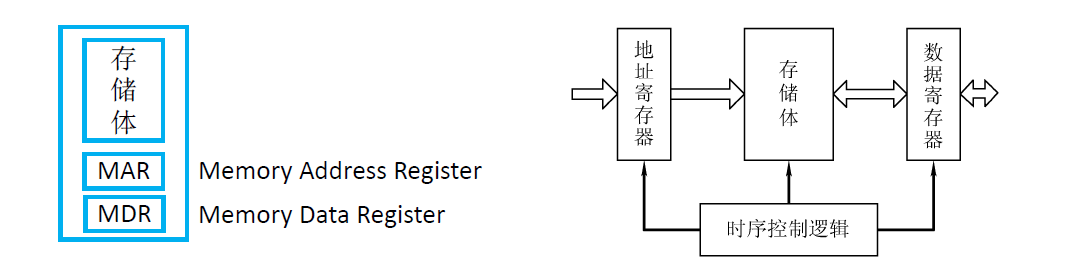 存储体
MAR Memory Address Register
MDR Memory Data Register
地址寄存器
存储体
数据寄存器
时序控制逻辑